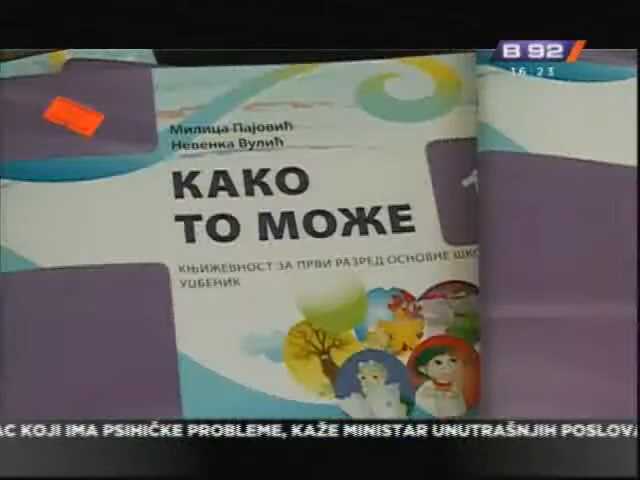 B 92
16 23
Милица Пајовић
Невенка Вулић
КАКО
ТО МОЖЕ
КЊИЖЕВНОСТ ЗА ПРВИ РАЗРЕД ОСНОВНЕ ШКО
УЏБЕНИК
AC KOJI IMA PSIHIČKE PROBLEME, KAŽE MINISTAR UNUTRAŠNJIH POSLOVA